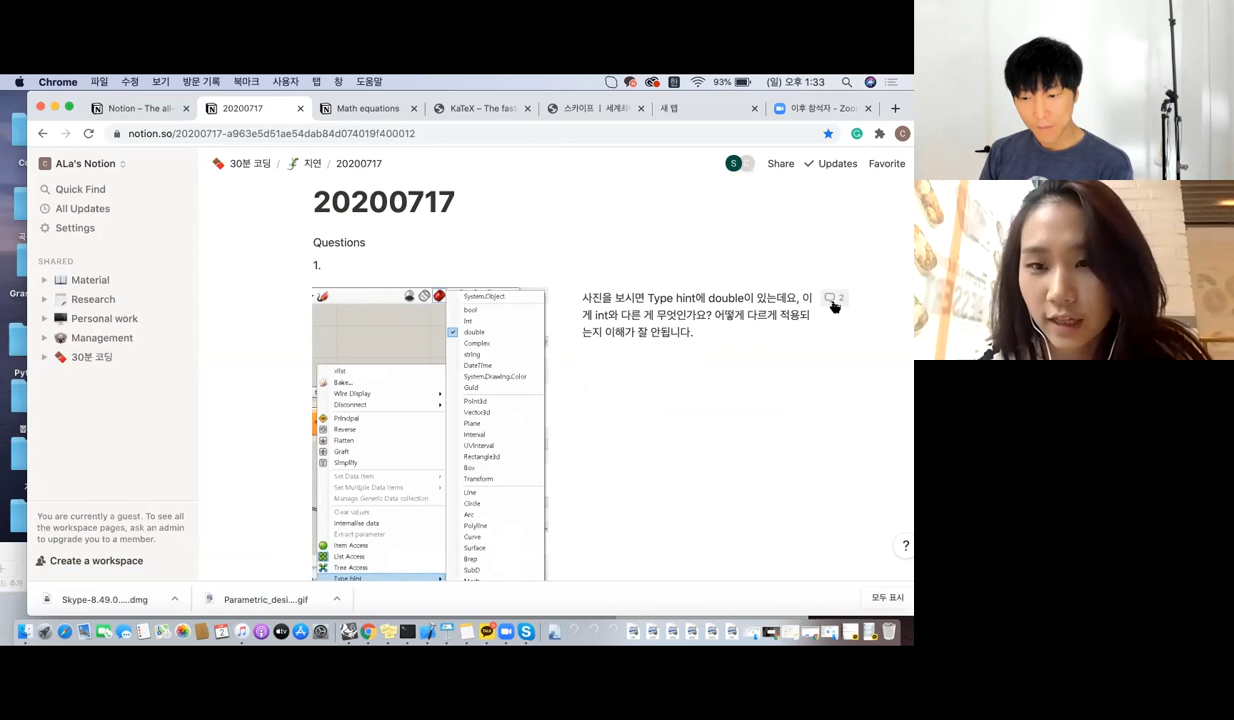 Chrome 파일 수정 보기 방문 기록 북마크 사용자 탭 창 도움말 93% (일) 오후 1:33
Notion – The all- 20200717 Math equations KaTeX – The fast 스카이프 | 세계최 새 탭 이후 참석자 - Zoo
notion.so/20200717-a963e5d51ae54dab84d074019f400012
C ALa's Notion
30분 코딩 / 지연 / 20200717
S Share Updates Favorite
Quick Find
All Updates
Settings
SHARED
Material
Research
Personal work
Management
30분 코딩
You are currently a guest. To see all
the workspace pages, ask an admin
to upgrade you to a member.
Create a workspace
20200717
Questions
1.
xlist
Bake...
Wire Display
Disconnect
Principal
Reverse
Flatten
Graft
Simplify
Set Data Item
Set Multiple Data Items
Manage Generic Data collection
Clear values
Internalise data
Extract parameter
Item Access
List Access
Tree Access
Type hint
System.Object
bool
int
double
Complex
string
DateTime
System.Drawing.Color
Guid
Point3d
Vector3d
Plane
Interval
UVInterval
Rectangle3d
Box
Transform
Line
Circle
Arc
Polyline
Curve
Surface
Brep
SubD
사진을 보시면 Type hint에 double이 있는데요, 이
게 int와 다른 게 무엇인가요? 어떻게 다르게 적용되
는지 이해가 잘 안됩니다.
2
?
Skype-8.49.0.....dmg Parametric_desi....gif 모두 표시